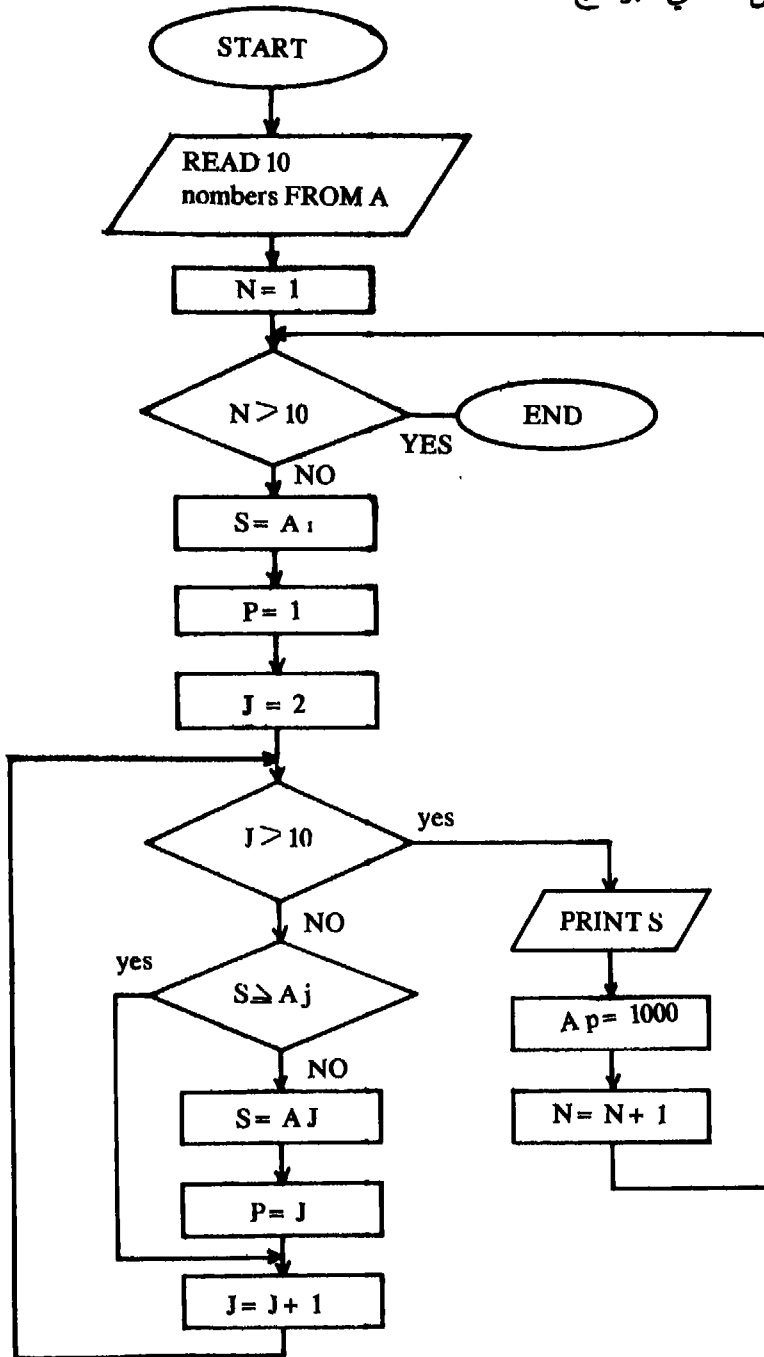 START
READ 10
nombers FROM A
N= 1
N > 10
YES
END
NO
S= A1
P= 1
J = 2
J > 10
yes
NO
PRINT S
yes
S ≥ A j
A p= 1000
NO
N= N+ 1
S= A J
P= J
J= J+ 1